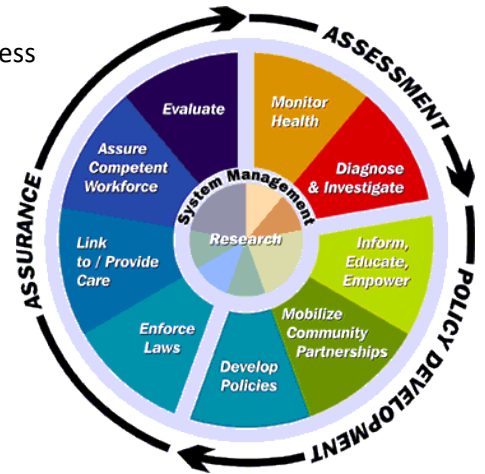 ess
ASSESSMENT
Monitor
Health
Diagnose
& Investigate
Inform,
Educate,
Empower
POLICY DEVELOPMENT
Mobilize
Community
Partnerships
Develop
Policies
Enforce
Laws
ASSURANCE
Link
to / Provide
Care
Assure
Competent
Workforce
Evaluate
System Management
Research